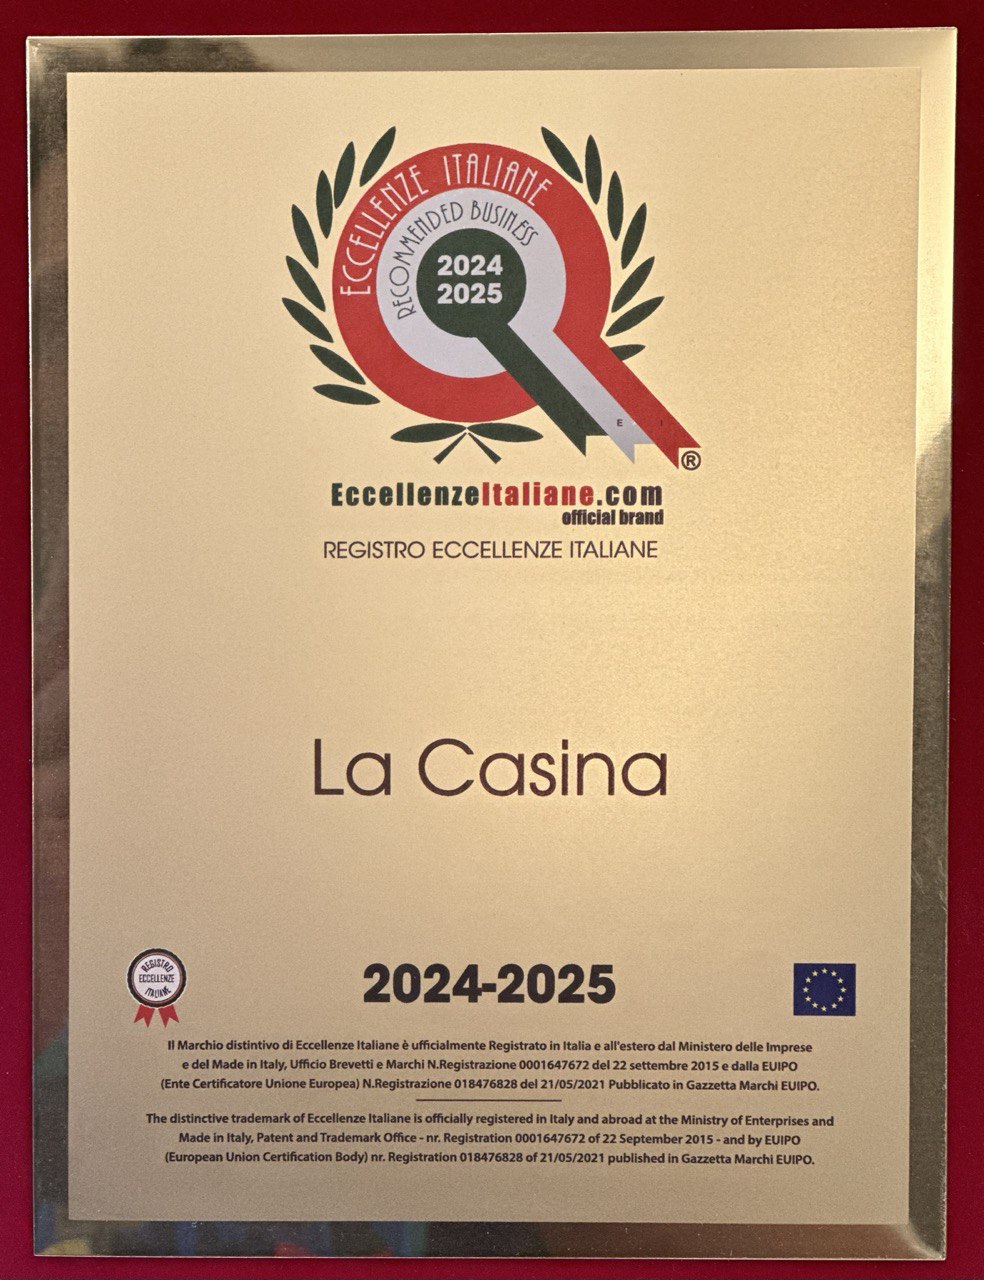 ECCELLENZE ITALIANE
RECOMMENDED BUSINESS
2024
2025
E I
®
EccellenzeItaliane.com
official brand
REGISTRO ECCELLENZE ITALIANE
La Casina
REGISTRO
ECCELLENZE
ITALIANE
2024-2025
Il Marchio distintivo di Eccellenze Italiane è ufficialmente Registrato in Italia e all'estero dal Ministero delle Imprese
e del Made in Italy, Ufficio Brevetti e Marchi N.Registrazione 0001647672 del 22 settembre 2015 e dalla EUIPO
(Ente Certificatore Unione Europea) N.Registrazione 018476828 del 21/05/2021 Pubblicato in Gazzetta Marchi EUIPO.
The distinctive trademark of Eccellenze Italiane is officially registered in Italy and abroad at the Ministry of Enterprises and
Made in Italy, Patent and Trademark Office - nr. Registration 0001647672 of 22 September 2015 - and by EUIPO
(European Union Certification Body) nr. Registration 018476828 of 21/05/2021 published in Gazzetta Marchi EUIPO.